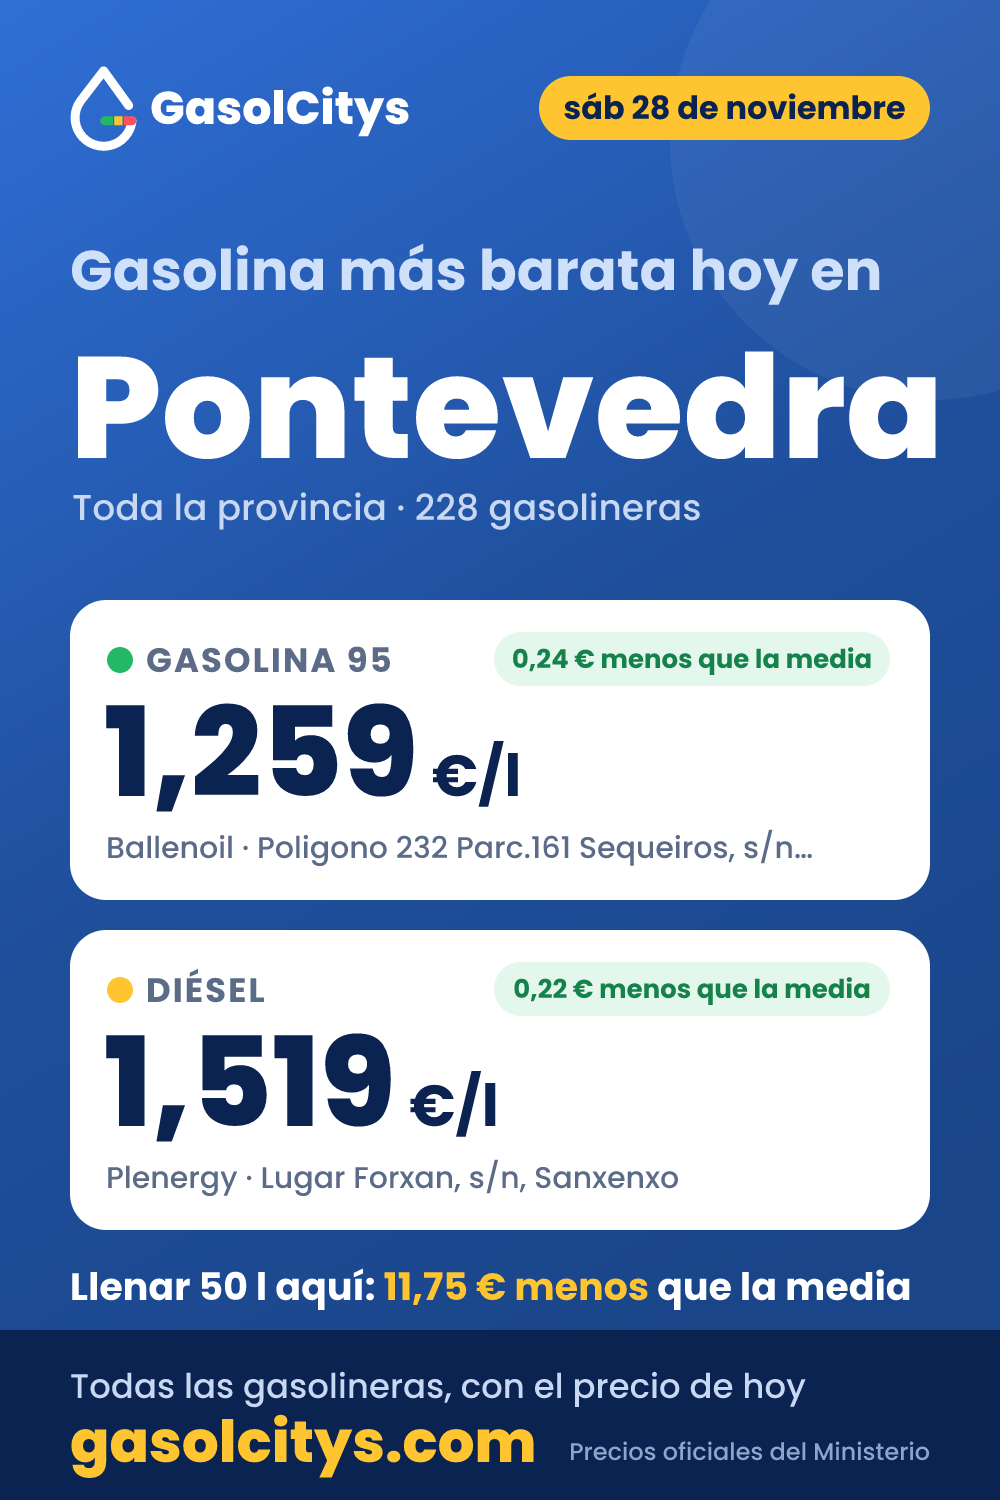 GasolCitys
sáb 28 de noviembre
Gasolina más barata hoy en
Pontevedra
Toda la provincia · 228 gasolineras
GASOLINA 95
0,24 € menos que la media
1,259 €/l
Ballenoil · Poligono 232 Parc.161 Sequeiros, s/n...
DIÉSEL
0,22 € menos que la media
1,519 €/l
Plenergy · Lugar Forxan, s/n, Sanxenxo
Llenar 50 l aquí: 11,75 € menos que la media
Todas las gasolineras, con el precio de hoy
gasolcitys.com
Precios oficiales del Ministerio